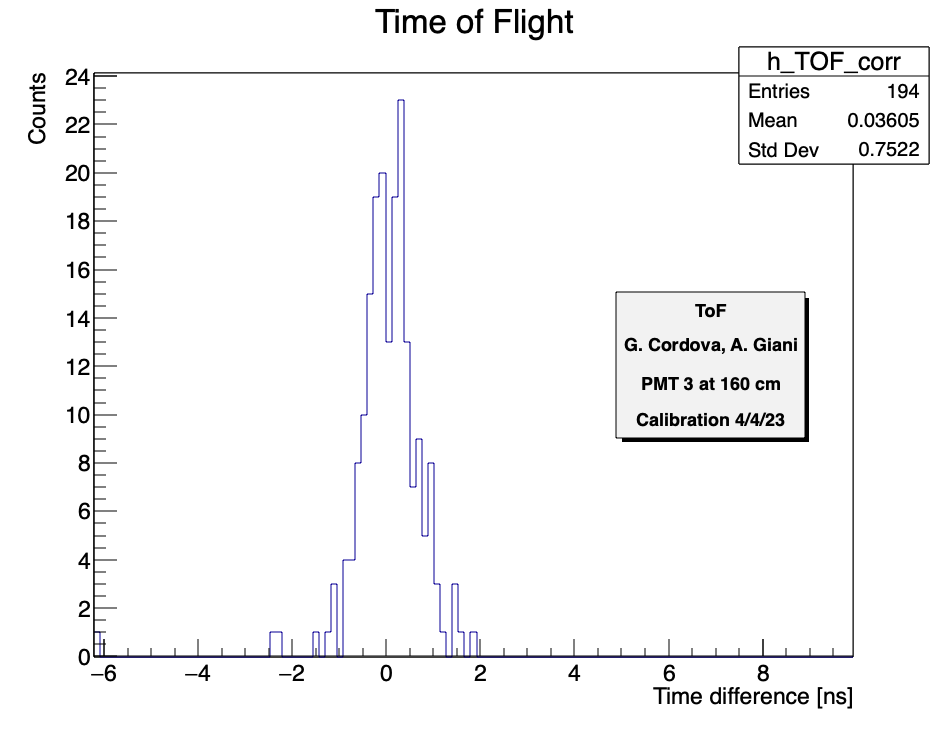 Time of Flight
h_TOF_corr
Entries 194
Mean 0.03605
Std Dev 0.7522
Counts
24
22
20
18
16
14
12
10
8
6
4
2
0
ToF
G. Cordova, A. Giani
PMT 3 at 160 cm
Calibration 4/4/23
−6 −4 −2 0 2 4 6 8
Time difference [ns]